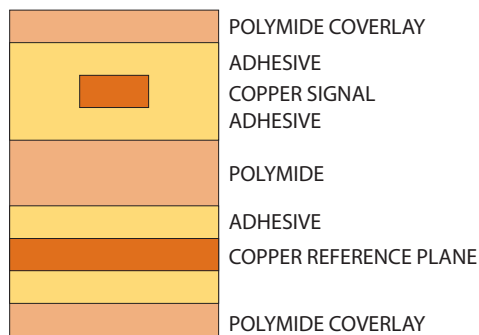 POLYMIDE COVERLAY
ADHESIVE
COPPER SIGNAL
ADHESIVE
POLYMIDE
ADHESIVE
COPPER REFERENCE PLANE
POLYMIDE COVERLAY